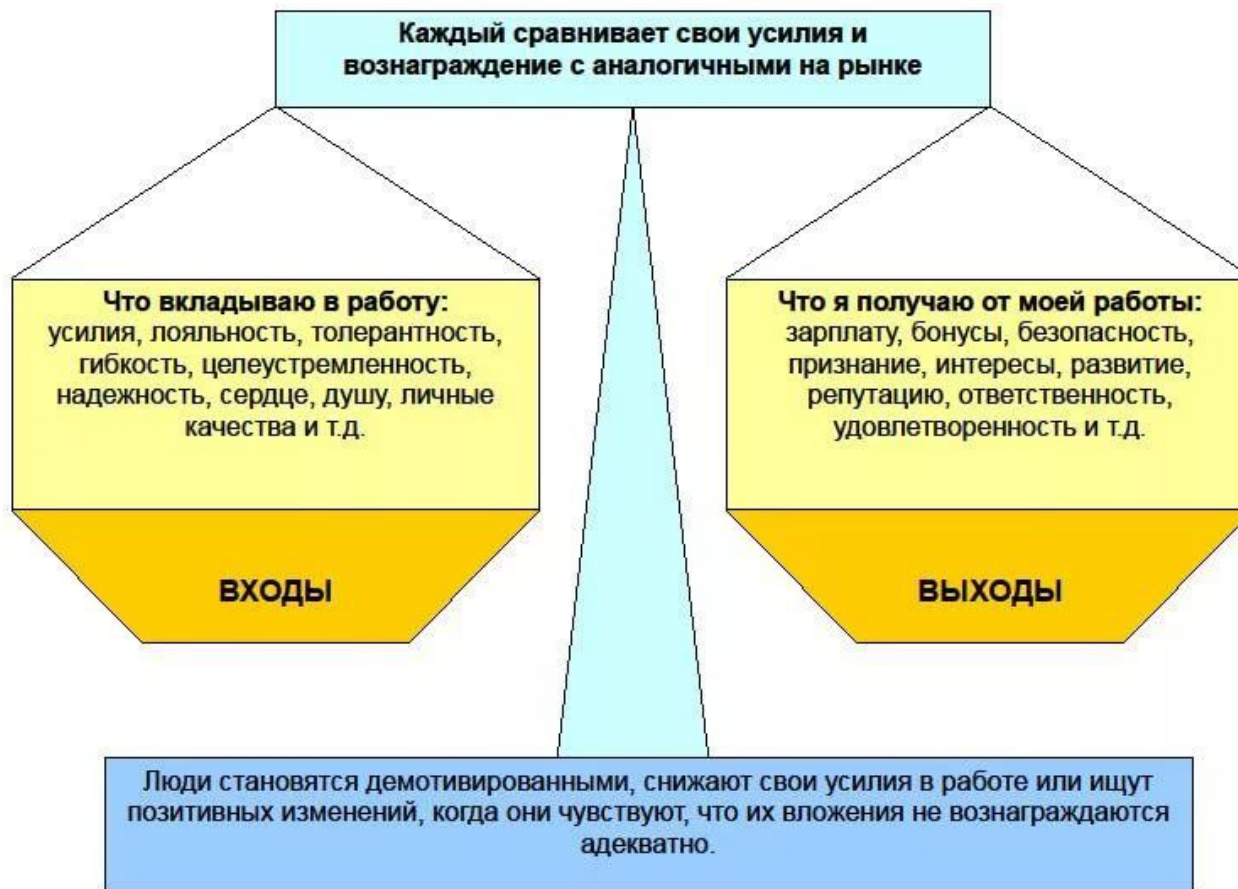 Каждый сравнивает свои усилия и
вознаграждение с аналогичными на рынке
Что вкладываю в работу:
усилия, лояльность, толерантность,
гибкость, целеустремленность,
надежность, сердце, душу, личные
качества и т.д.
ВХОДЫ
Что я получаю от моей работы:
зарплату, бонусы, безопасность,
признание, интересы, развитие,
репутацию, ответственность,
удовлетворенность и т.д.
ВЫХОДЫ
Люди становятся демотивированными, снижают свои усилия в работе или ищут
позитивных изменений, когда они чувствуют, что их вложения не вознаграждаются
адекватно.